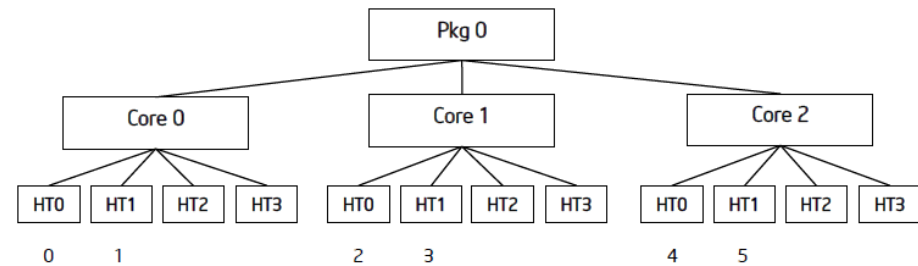 Pkg 0
Core 0 Core 1 Core 2
HT0 HT1 HT2 HT3 HT0 HT1 HT2 HT3 HT0 HT1 HT2 HT3
0 1 2 3 4 5